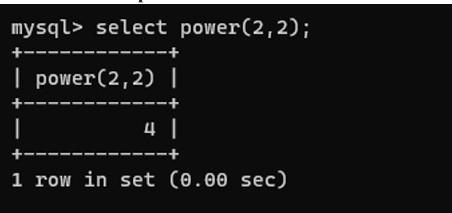 mysql> select power(2,2);
+------------+
| power(2,2) |
+------------+
|          4 |
+------------+
1 row in set (0.00 sec)